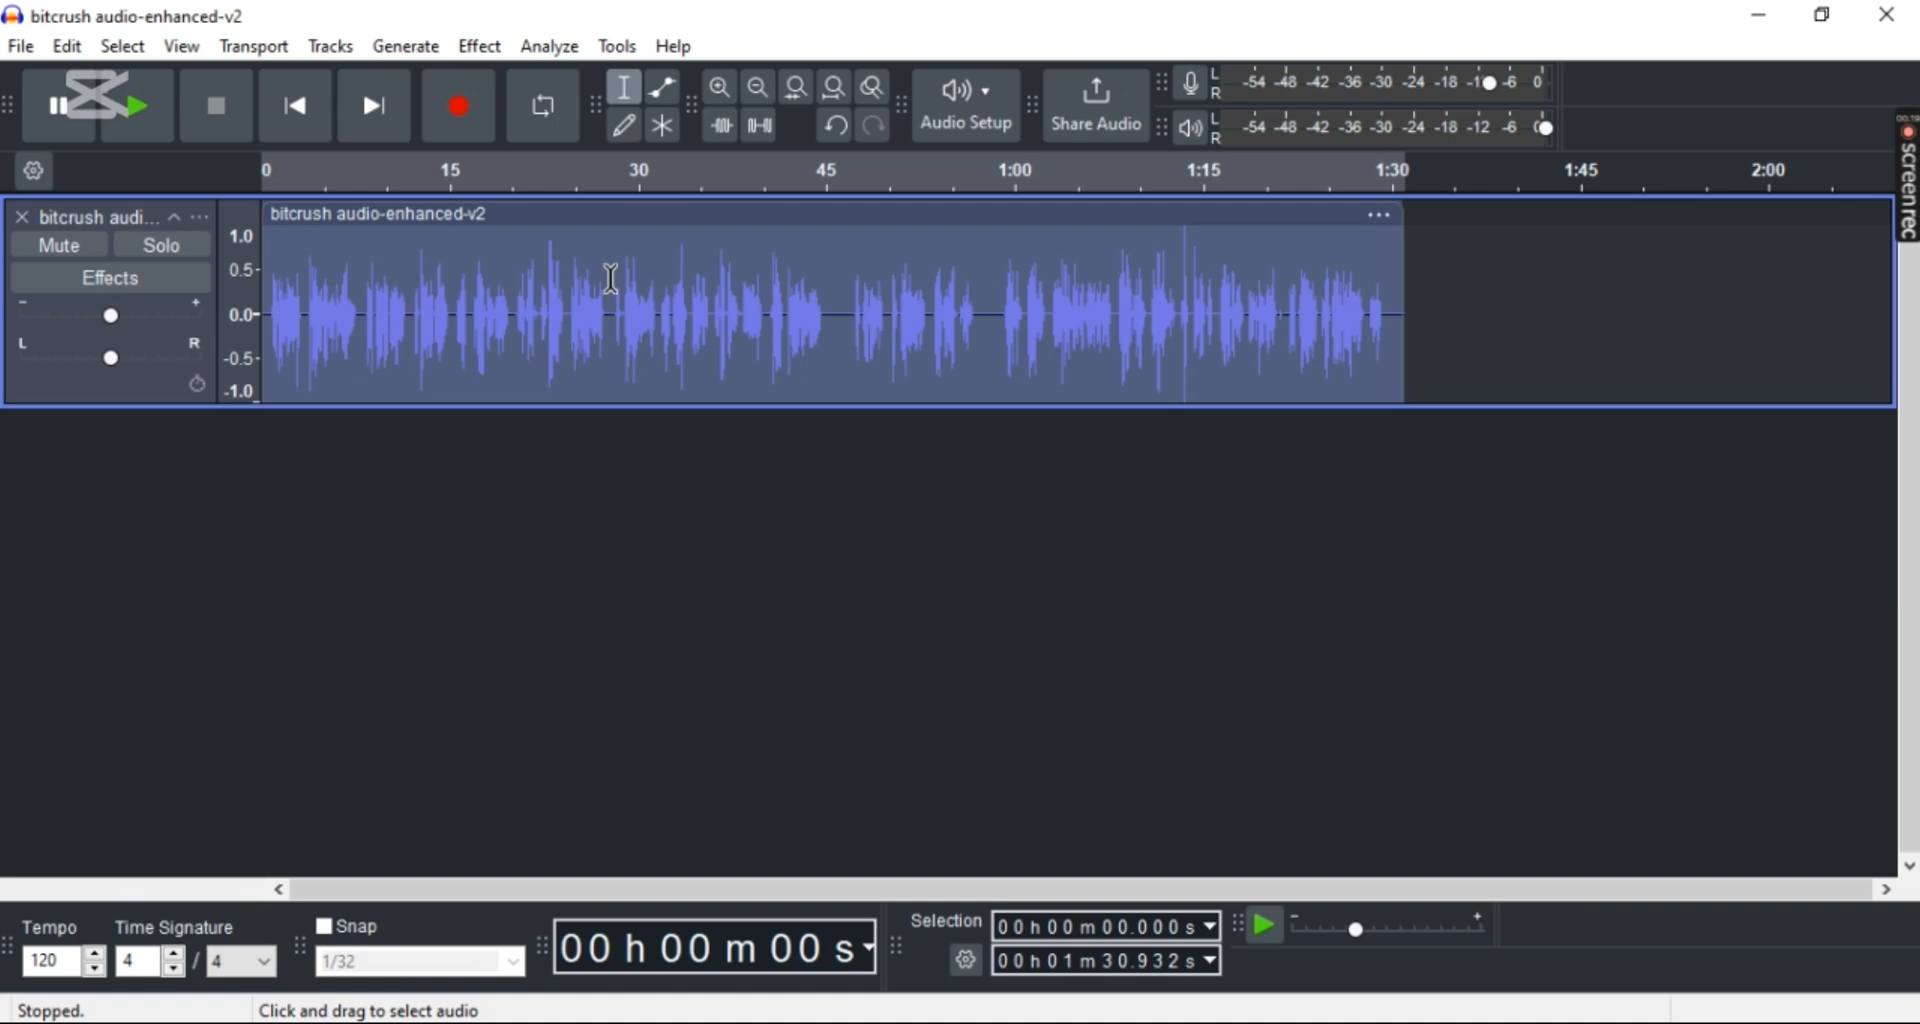 bitcrush audio-enhanced-v2
File Edit Select View Transport Tracks Generate Effect Analyze Tools Help
Audio Setup
Share Audio
L
R
-54 -48 -42 -36 -30 -24 -18 -6 0
L
R
-54 -48 -42 -36 -30 -24 -18 -12 -6
screenrec
0 15 30 45 1:00 1:15 1:30 1:45 2:00
bitcrush audi...
Mute Solo
Effects
- +
L R
1.0
0.5-
0.0-
-0.5-
-1.0
bitcrush audio-enhanced-v2
Tempo
120
Time Signature
4 / 4
Snap
1/32
00 h 00 m 00 s
Selection
00 h 00 m 00.000 s
00 h 01 m 30.932 s
- +
Stopped.
Click and drag to select audio